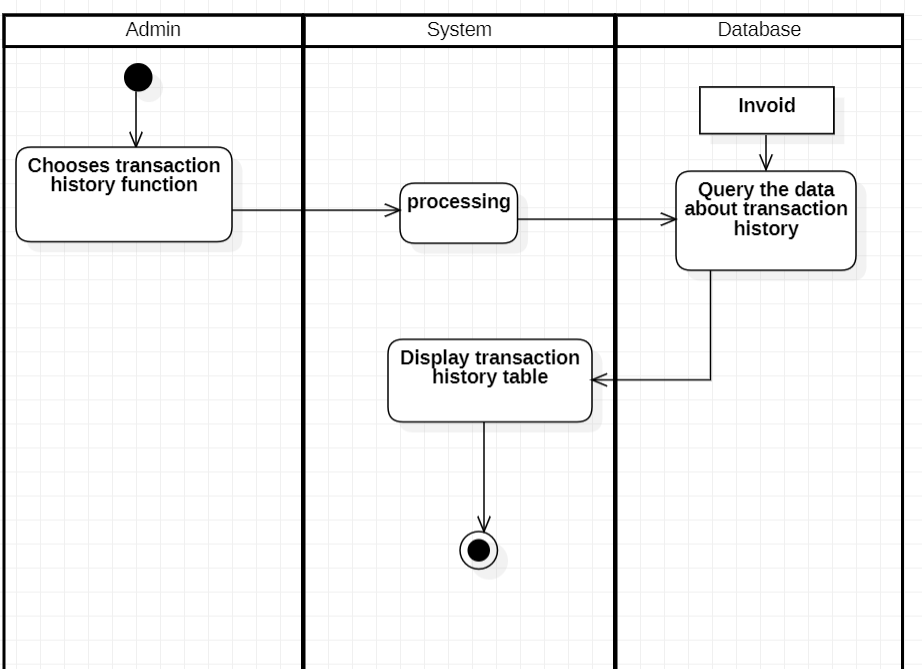 Admin
System
Database
Invoid
Chooses transaction
history function
processing
Query the data
about transaction
history
Display transaction
history table